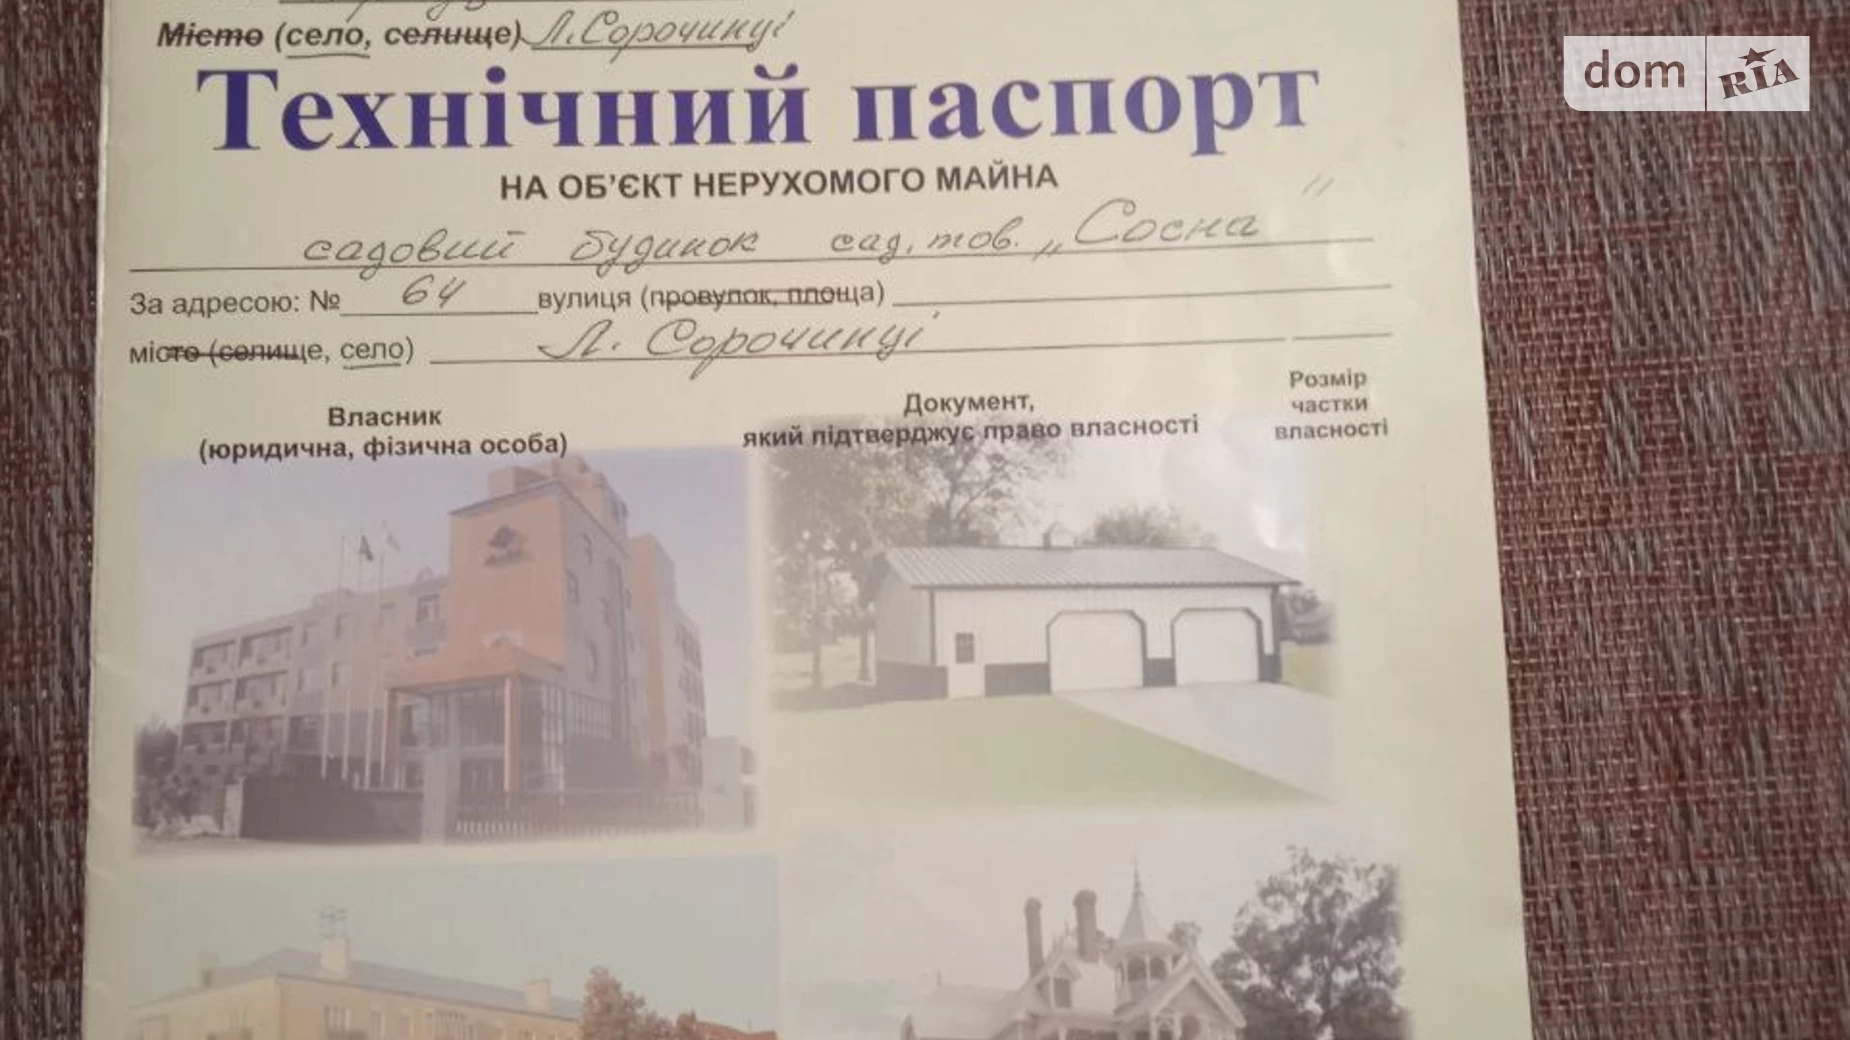 Місто (село, селище) Л. Сорочинці
Технічний паспорт
НА ОБ'ЄКТ НЕРУХОМОГО МАЙНА
садовий будинок сад. тов. „Сосна"
За адресою: № 64 вулиця (провулок, площа)
місто (селище, село) Л. Сорочинці
Власник
(юридична, фізична особа)
Документ,
який підтверджує право власності
Розмір
частки
власності
dom RIA